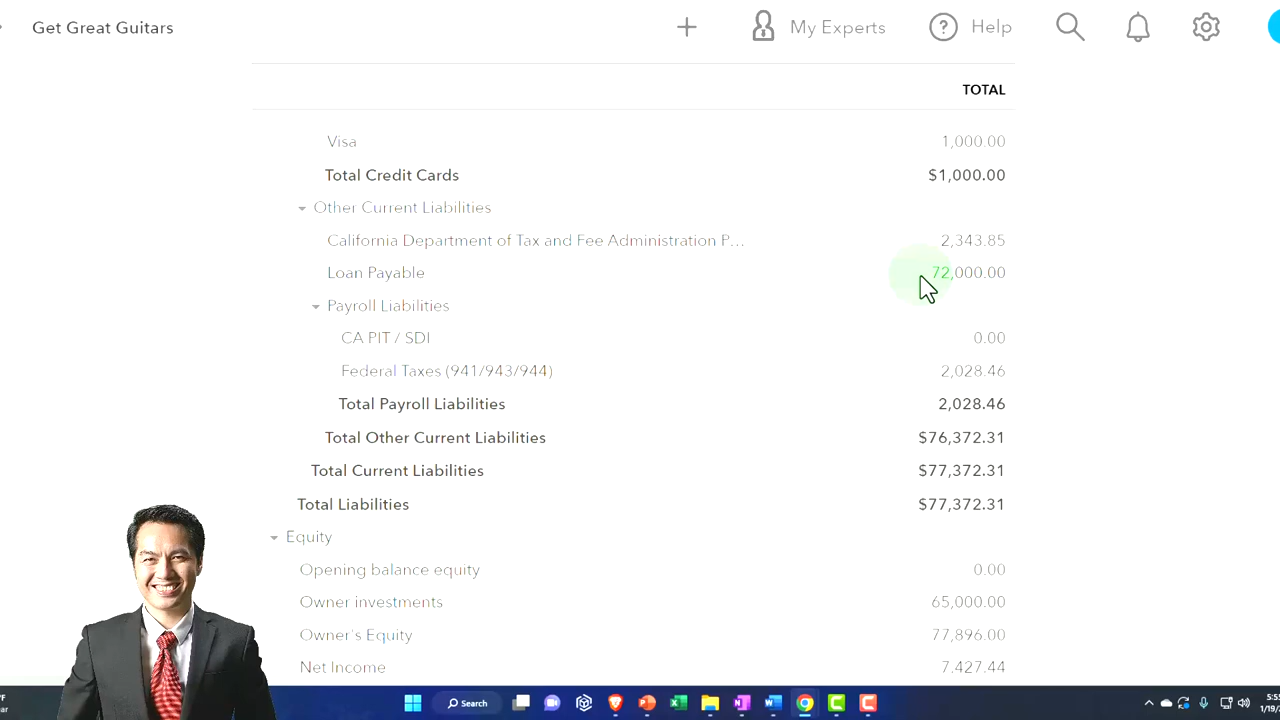 Get Great Guitars
My Experts
Help
TOTAL
Visa 1,000.00
Total Credit Cards $1,000.00
Other Current Liabilities
California Department of Tax and Fee Administration P... 2,343.85
Loan Payable 72,000.00
Payroll Liabilities
CA PIT / SDI 0.00
Federal Taxes (941/943/944) 2,028.46
Total Payroll Liabilities 2,028.46
Total Other Current Liabilities $76,372.31
Total Current Liabilities $77,372.31
Total Liabilities $77,372.31
Equity
Opening balance equity 0.00
Owner investments 65,000.00
Owner's Equity 77,896.00
Net Income 7,427.44
Search